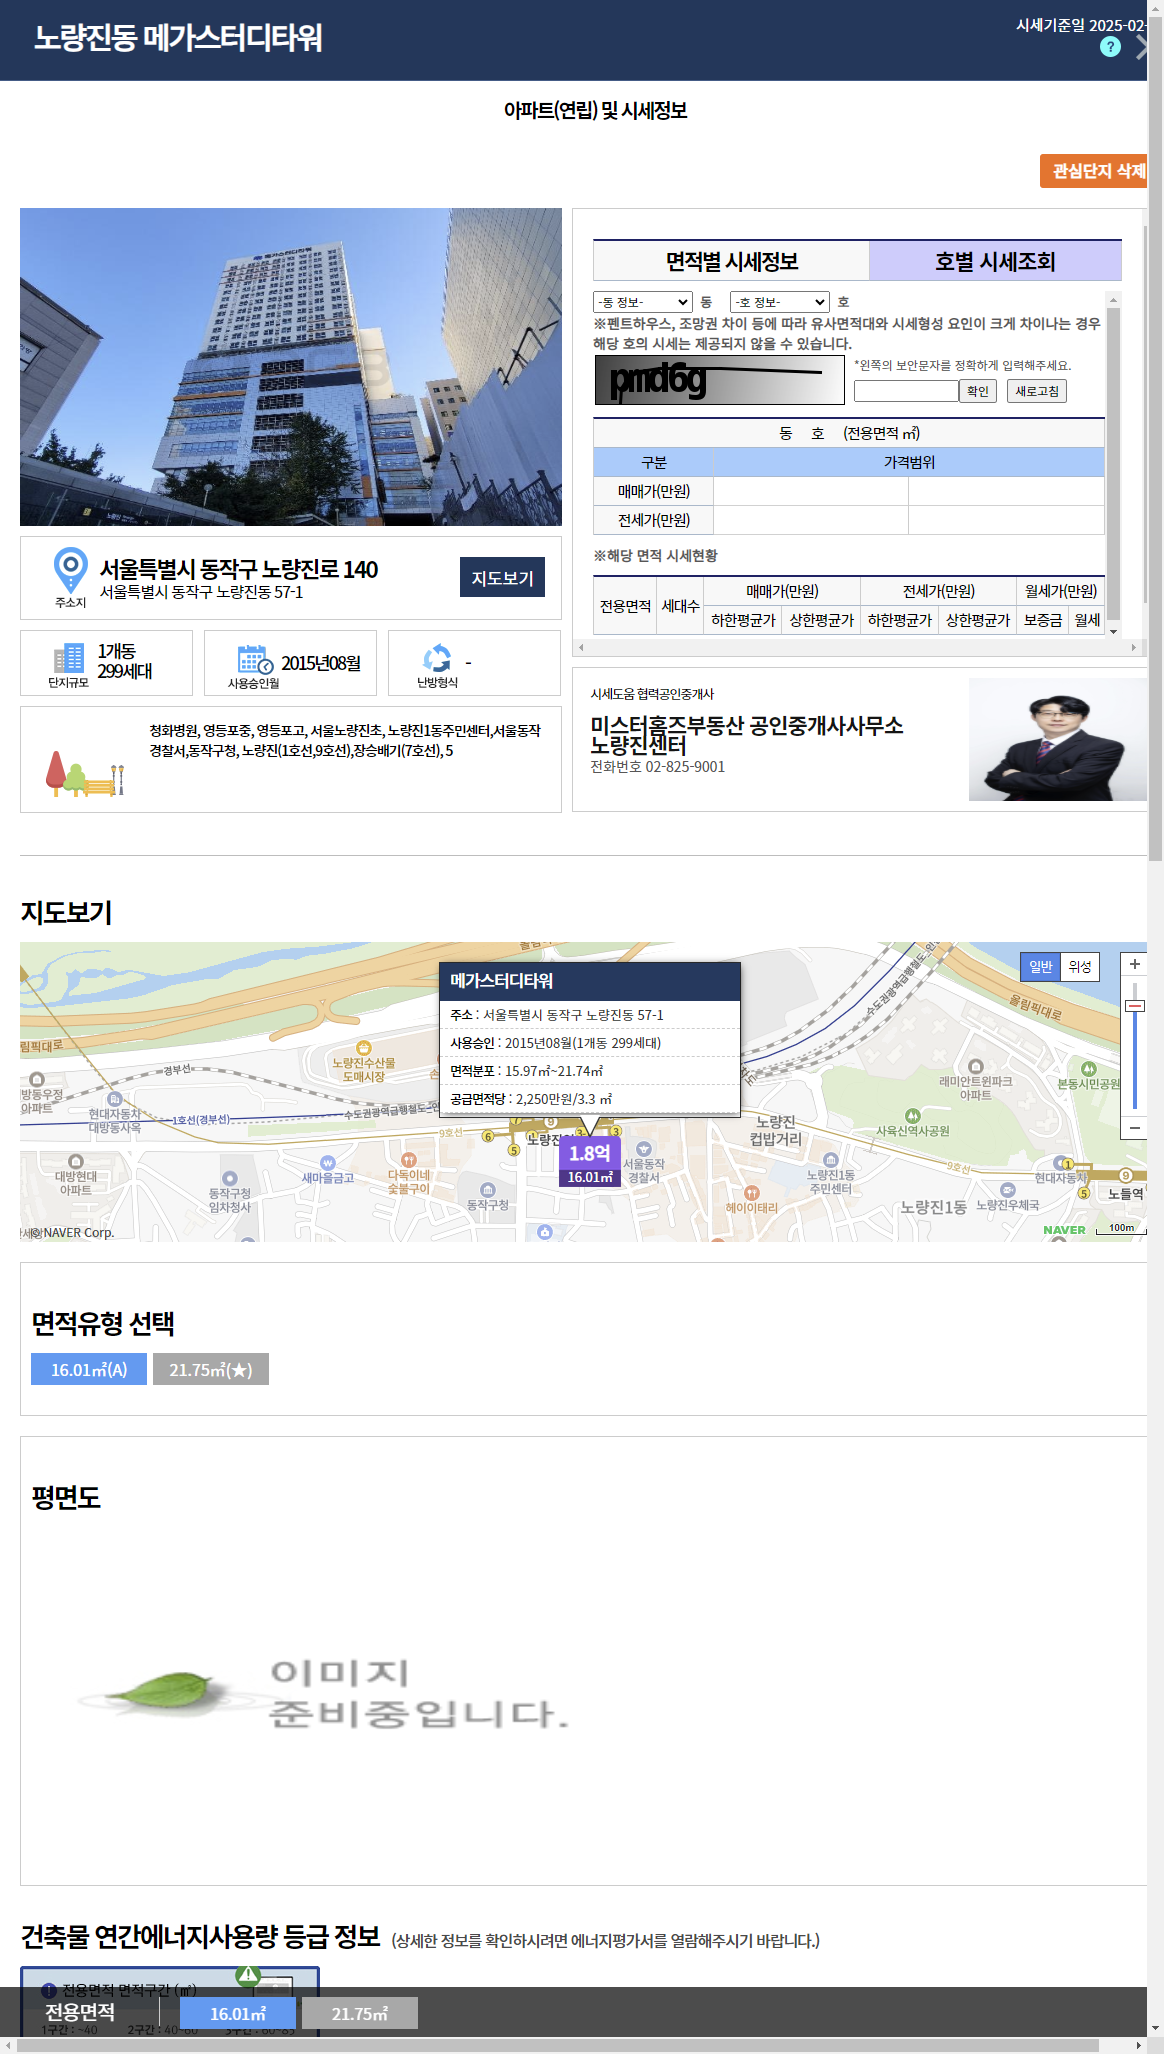 노량진동 메가스터디타워
시세기준일 2025-02-
?
아파트(연립) 및 시세정보
관심단지 삭제
메가스터디타워
면적별 시세정보 호별 시세조회
-동 정보- 동 -호 정보- 호
※펜트하우스, 조망권 차이 등에 따라 유사면적대와 시세형성 요인이 크게 차이나는 경우
해당 호의 시세는 제공되지 않을 수 있습니다.
pmd6g
*왼쪽의 보안문자를 정확하게 입력해주세요.
확인 새로고침
동 호 (전용면적 ㎡)
구분 가격범위
매매가(만원)
전세가(만원)
※해당 면적 시세현황
전용면적 세대수 매매가(만원) 전세가(만원) 월세가(만원)
하한평균가 상한평균가 하한평균가 상한평균가 보증금 월세
주소지
서울특별시 동작구 노량진로 140
서울특별시 동작구 노량진동 57-1
지도보기
단지규모
1개동
299세대
사용승인월
2015년08월
난방형식
-
청화병원, 영등포중, 영등포고, 서울노량진초, 노량진1동주민센터,서울동작
경찰서,동작구청, 노량진(1호선,9호선),장승배기(7호선), 5
시세도움 협력공인중개사
미스터홈즈부동산 공인중개사사무소
노량진센터
전화번호 02-825-9001
지도보기
일반 위성
메가스터디타워
주소 : 서울특별시 동작구 노량진동 57-1
사용승인 : 2015년08월(1개동 299세대)
면적분포 : 15.97㎡~21.74㎡
공급면적당 : 2,250만원/3.3 ㎡
1.8억
16.01㎡
올림픽대로
수도권광역급행철도
림픽대로
경부선
노량진수산물
도매시장
방동우정
아파트
현대자동차
대방동사옥
1호선(경부선)
수도권광역급행철도
9호선
노량진
컵밥거리
래미안트윈파크
아파트
본동시민공원
사육신역사공원
대방현대
아파트
동작구청
임차청사
새마을금고
다독이네
숯불구이
동작구청
서울동작
경찰서
헤이이태리
노량진1동
주민센터
9호선
노량진1동
노량진우체국
현대자동차
노들역
© NAVER Corp.
NAVER
100m
면적유형 선택
16.01㎡(A) 21.75㎡(★)
평면도
이미지
준비중입니다.
건축물 연간에너지사용량 등급 정보 (상세한 정보를 확인하시려면 에너지평가서를 열람해주시기 바랍니다.)
전용면적 면적구간 (㎡)
전용면적 16.01㎡ 21.75㎡
1구간 : ~40 2구간 : 40~60 3구간 : 60~85